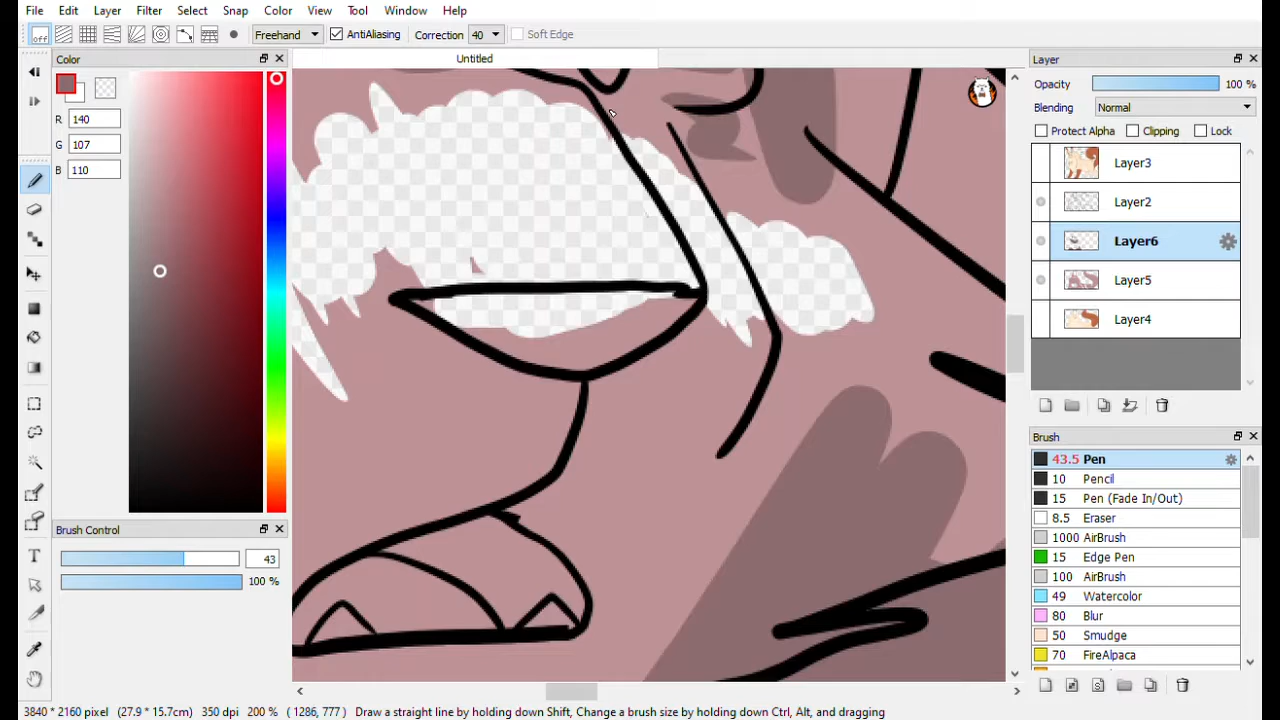 File Edit Layer Filter Select Snap Color View Tool Window Help
off Freehand AntiAliasing Correction 40 Soft Edge
Color
Untitled
Layer
R 140
G 107
B 110
Opacity 100 %
Blending Normal
Protect Alpha Clipping Lock
Layer3
Layer2
Layer6
Layer5
Layer4
Brush Control
43
100 %
Brush
43.5 Pen
10 Pencil
15 Pen (Fade In/Out)
8.5 Eraser
1000 AirBrush
15 Edge Pen
100 AirBrush
49 Watercolor
80 Blur
50 Smudge
70 FireAlpaca
3840 * 2160 pixel (27.9 * 15.7cm) 350 dpi 200 % ( 1286, 777 ) Draw a straight line by holding down Shift, Change a brush size by holding down Ctrl, Alt, and dragging